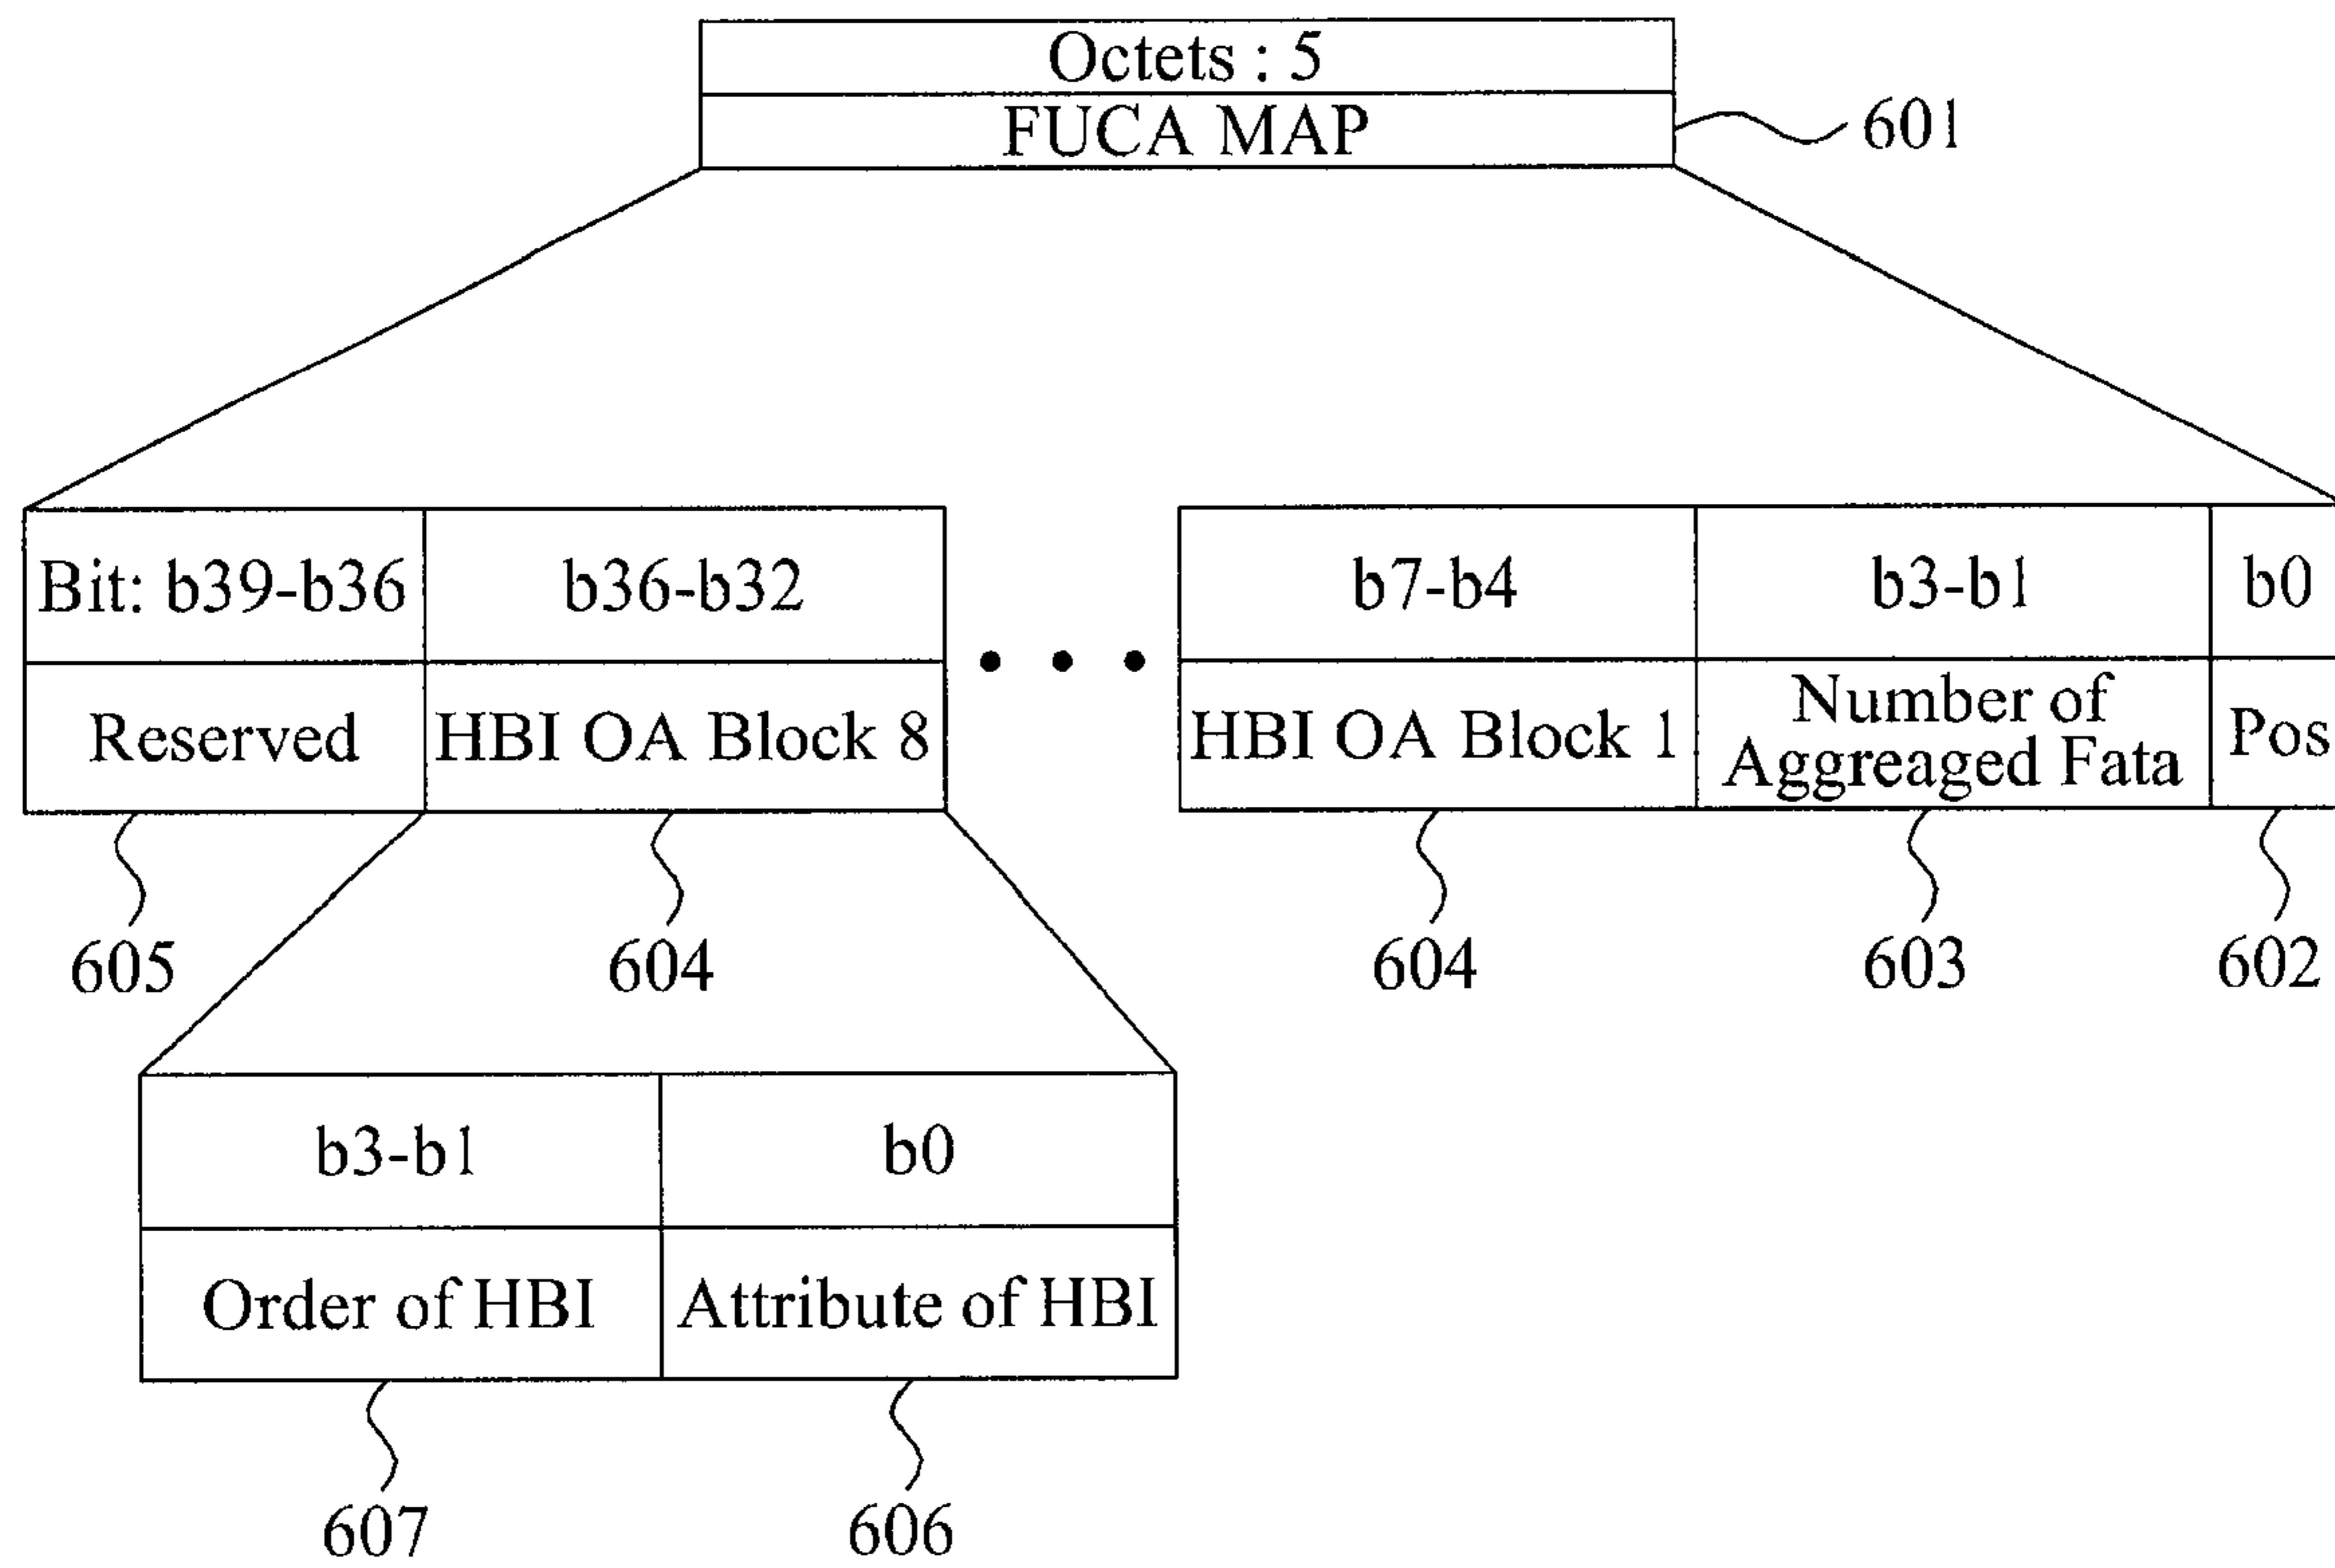 Octets : 5
FUCA MAP
601
Bit: b39-b36
b36-b32
b7-b4
b3-b1
b0
Reserved
HBI OA Block 8
HBI OA Block 1
Number of
Aggreaged Fata
Pos
605
604
604
603
602
b3-b1
b0
Order of HBI
Attribute of HBI
607
606